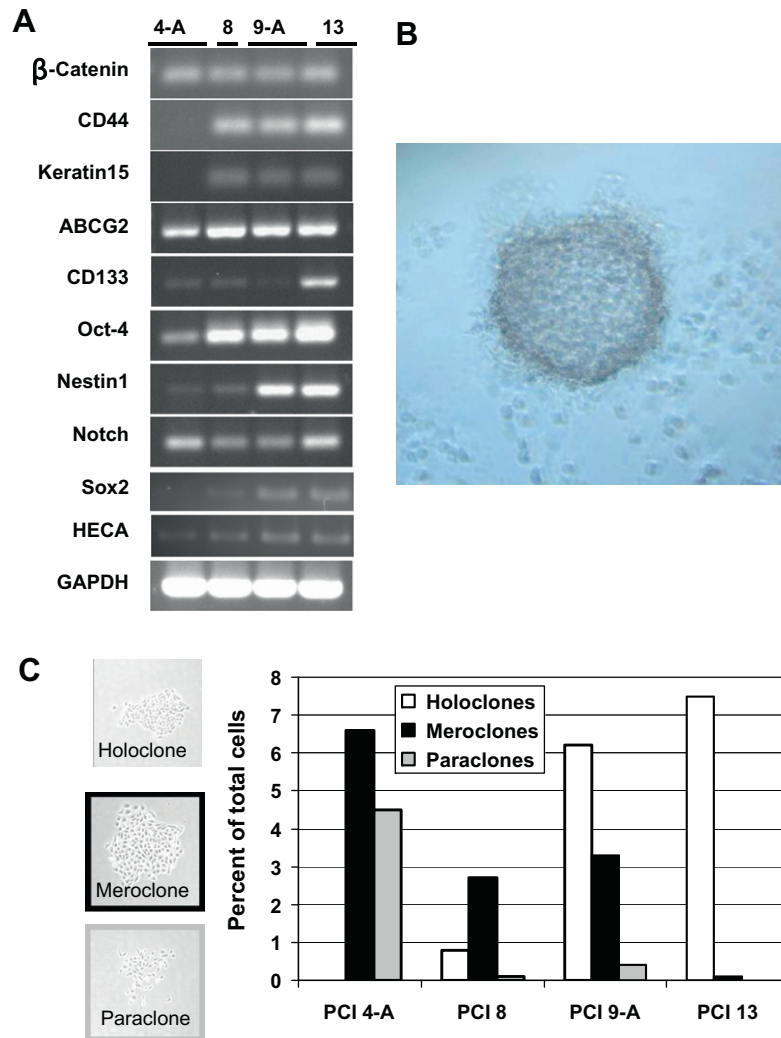 A
4-A 8 9-A 13
β-Catenin
CD44
Keratin15
ABCG2
CD133
Oct-4
Nestin1
Notch
Sox2
HECA
GAPDH
B
C
Holoclone
Meroclone
Paraclone
Percent of total cells
8
7
6
5
4
3
2
1
0
Holoclones
Meroclones
Paraclones
PCI 4-A PCI 8 PCI 9-A PCI 13